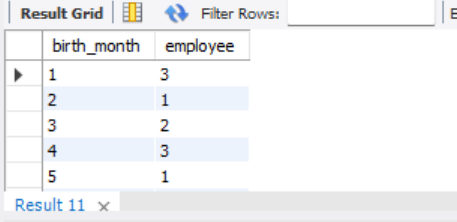 Result Grid Filter Rows:
birth_month employee
1 3
2 1
3 2
4 3
5 1
Result 11 ×